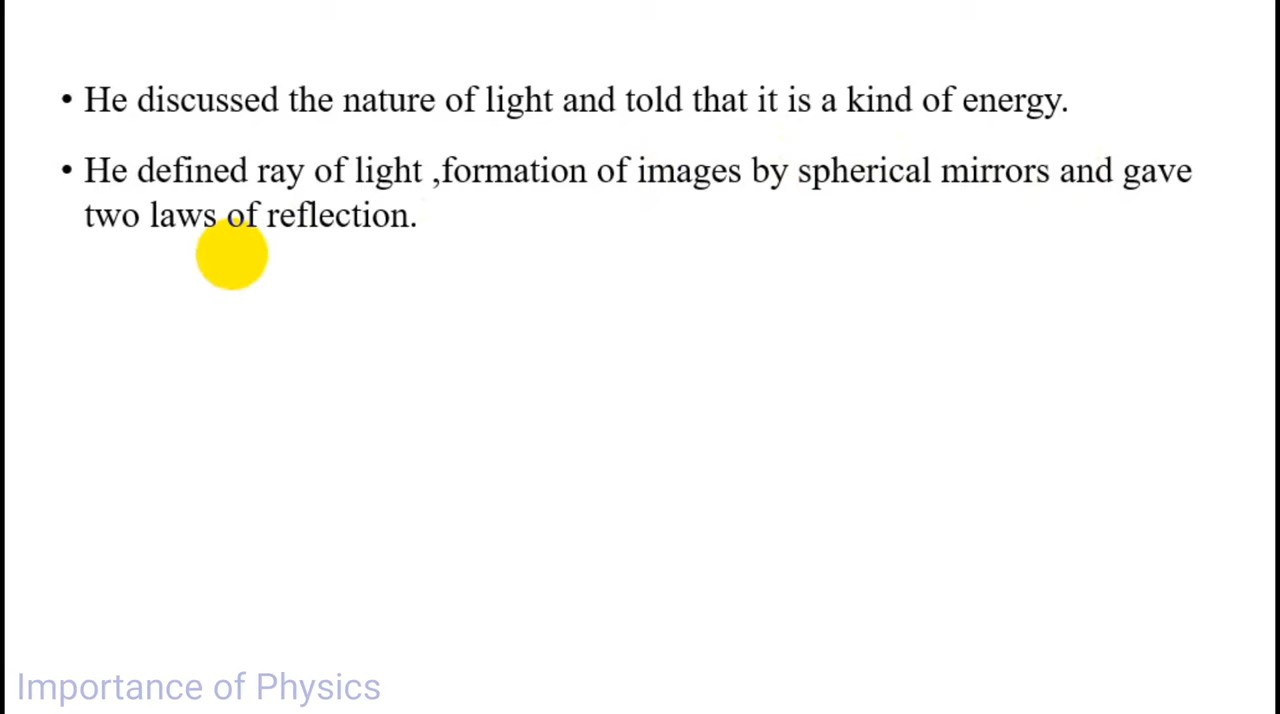 • He discussed the nature of light and told that it is a kind of energy.
• He defined ray of light ,formation of images by spherical mirrors and gave
two laws of reflection.
Importance of Physics